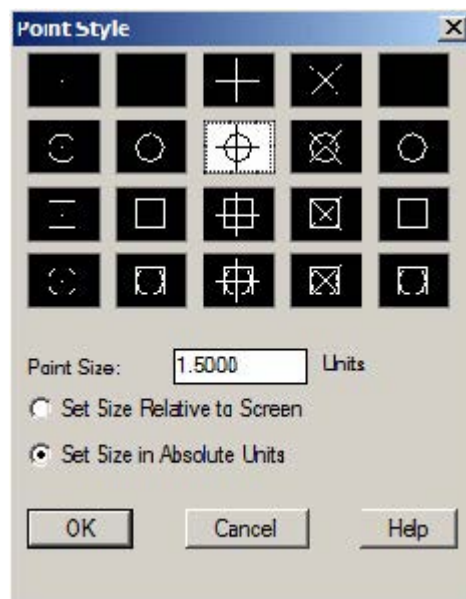 Point Style
Point Size: 1.5000 Units
Set Size Relative to Screen
Set Size in Absolute Units
OK Cancel Help